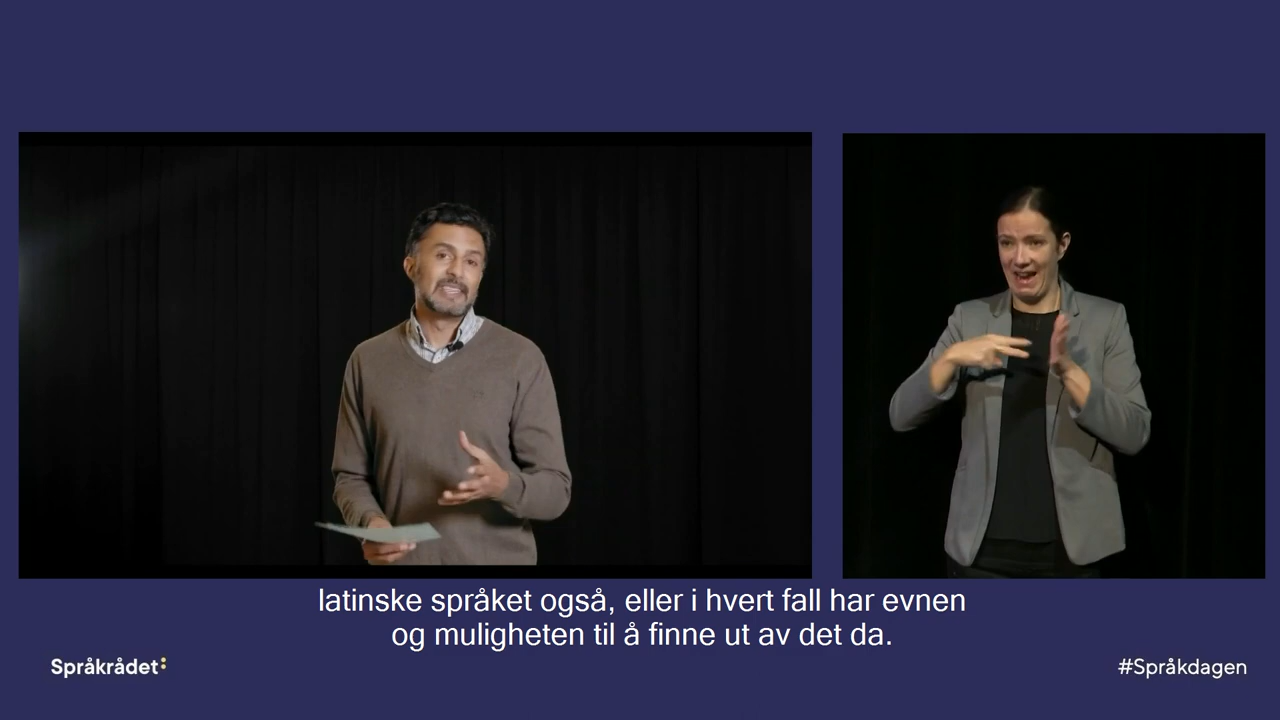 latinske språket også, eller i hvert fall har evnen
og muligheten til å finne ut av det da.
Språkrådet:
#Språkdagen